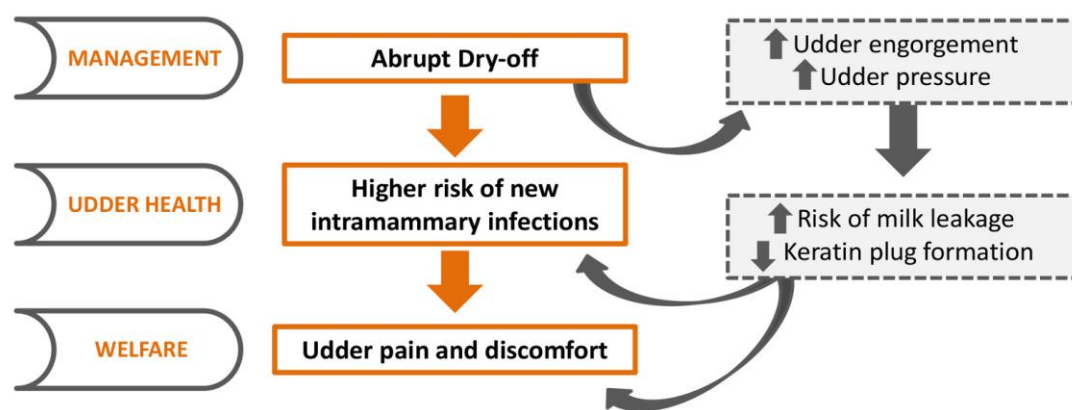 MANAGEMENT
Abrupt Dry-off
Udder engorgement
Udder pressure
UDDER HEALTH
Higher risk of new
intramammary infections
Risk of milk leakage
Keratin plug formation
WELFARE
Udder pain and discomfort